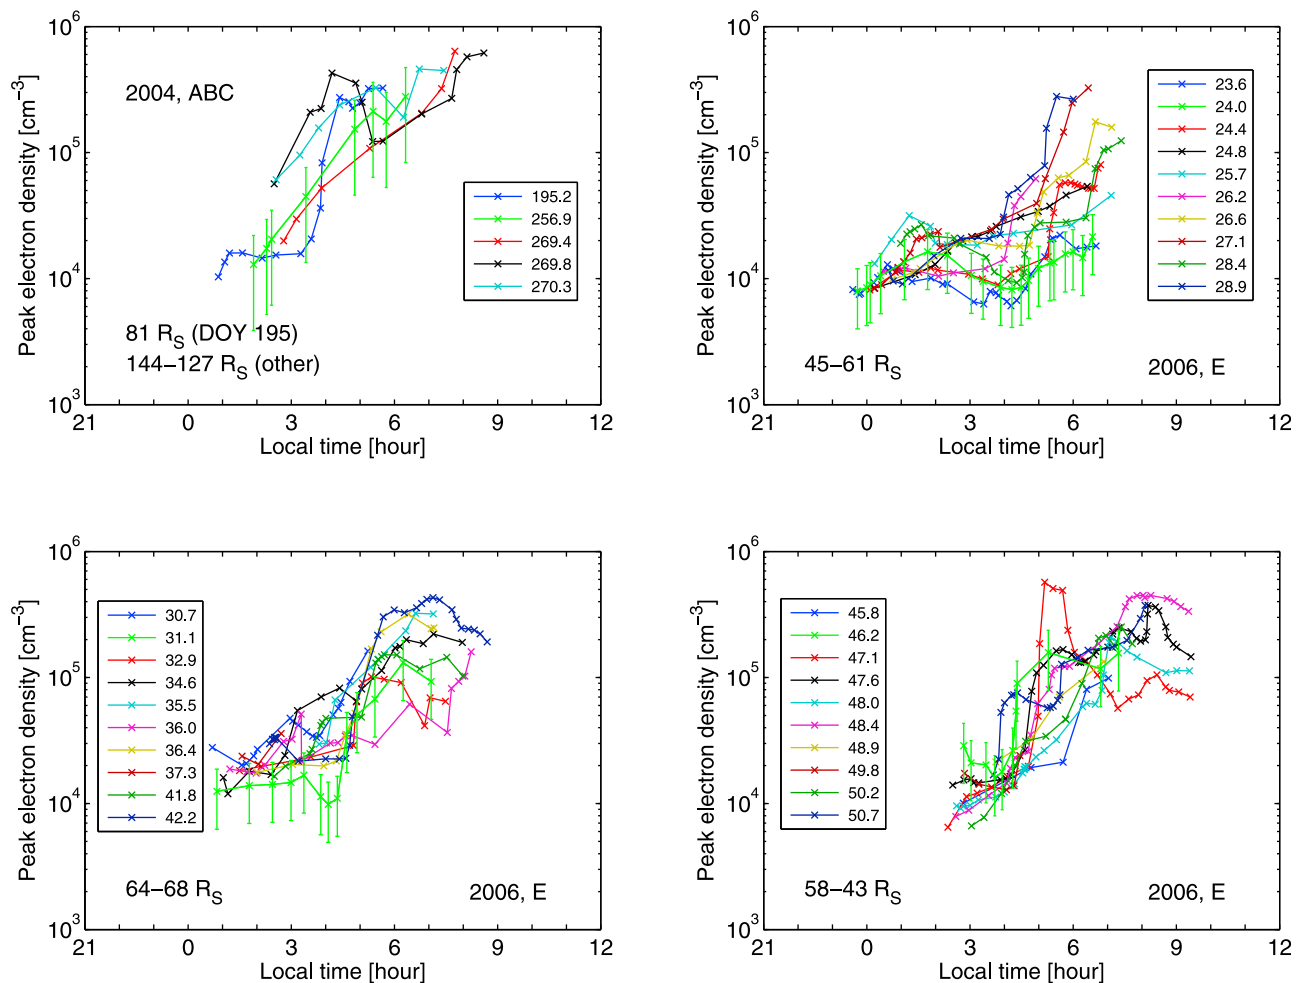 10^6
10^5
10^4
10^3
Peak electron density [cm^−3]
2004, ABC
195.2
256.9
269.4
269.8
270.3
81 R_S (DOY 195)
144−127 R_S (other)
21 0 3 6 9 12
Local time [hour]
10^6
10^5
10^4
10^3
Peak electron density [cm^−3]
23.6
24.0
24.4
24.8
25.7
26.2
26.6
27.1
28.4
28.9
45−61 R_S
2006, E
21 0 3 6 9 12
Local time [hour]
10^6
10^5
10^4
10^3
Peak electron density [cm^−3]
30.7
31.1
32.9
34.6
35.5
36.0
36.4
37.3
41.8
42.2
64−68 R_S
2006, E
21 0 3 6 9 12
Local time [hour]
10^6
10^5
10^4
10^3
Peak electron density [cm^−3]
45.8
46.2
47.1
47.6
48.0
48.4
48.9
49.8
50.2
50.7
58−43 R_S
2006, E
21 0 3 6 9 12
Local time [hour]